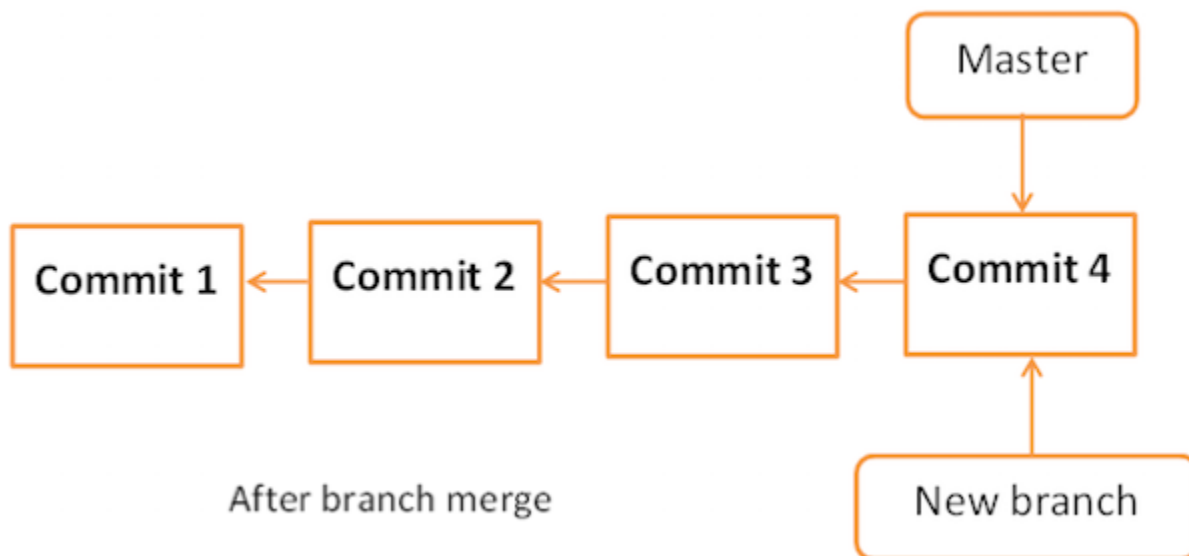 Master
Commit 1
Commit 2
Commit 3
Commit 4
After branch merge
New branch